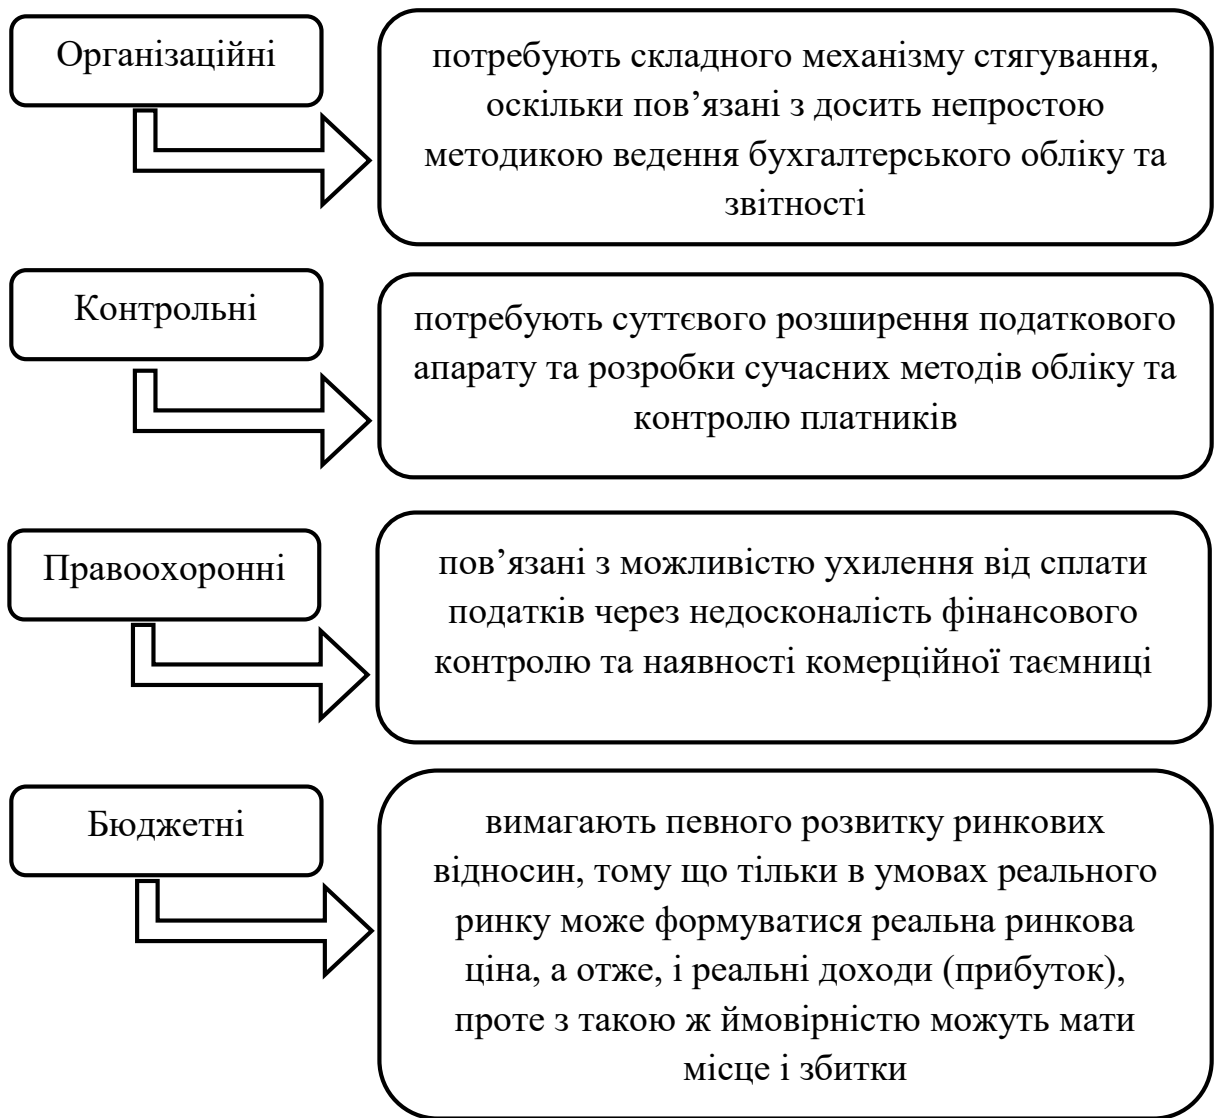 Організаційні
потребують складного механізму стягування,
оскільки пов’язані з досить непростою
методикою ведення бухгалтерського обліку та
звітності
Контрольні
потребують суттєвого розширення податкового
апарату та розробки сучасних методів обліку та
контролю платників
Правоохоронні
пов’язані з можливістю ухилення від сплати
податків через недосконалість фінансового
контролю та наявності комерційної таємниці
Бюджетні
вимагають певного розвитку ринкових
відносин, тому що тільки в умовах реального
ринку може формуватися реальна ринкова
ціна, а отже, і реальні доходи (прибуток),
проте з такою ж ймовірністю можуть мати
місце і збитки